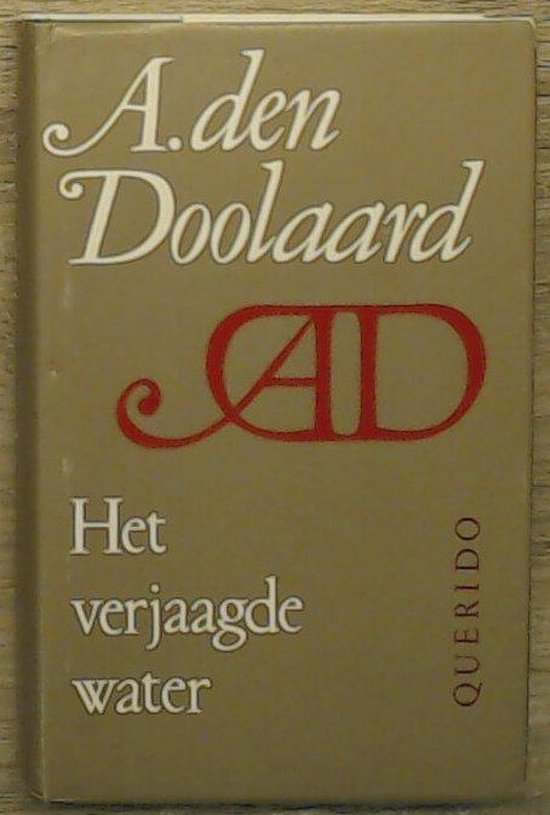 A. den
Doolaard
AD
Het
verjaagde
water
QUERIDO